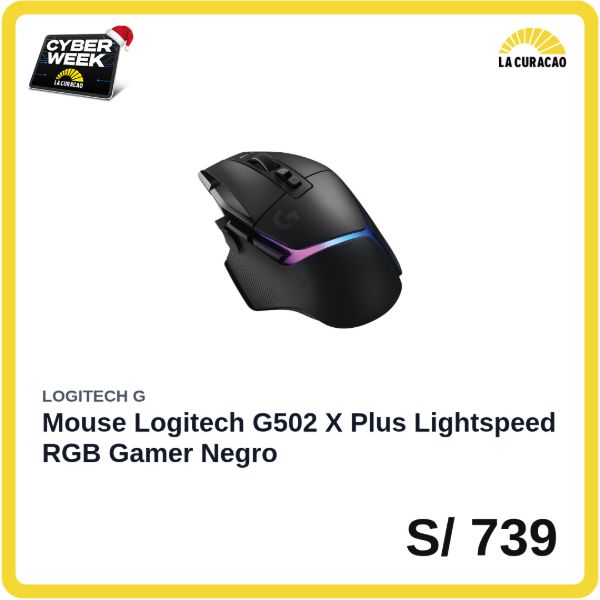 CYBER
WEEK
LA CURACAO
LA CURACAO
LOGITECH G
Mouse Logitech G502 X Plus Lightspeed
RGB Gamer Negro
S/ 739